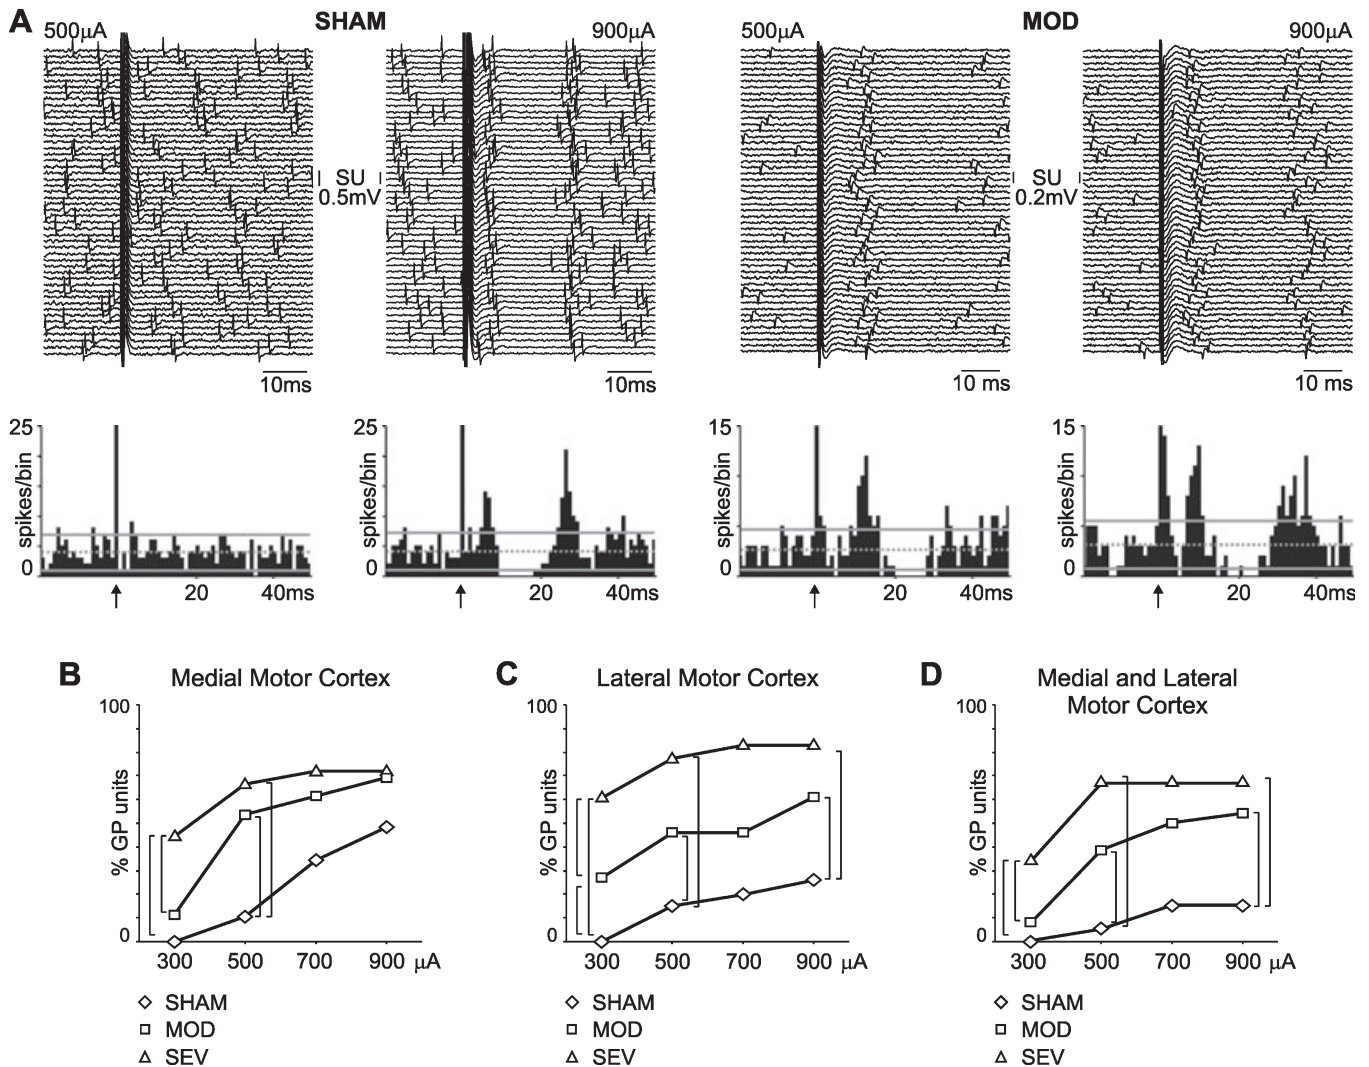 A
SHAM
MOD
500µA
900µA
500µA
900µA
SU
0.5mV
SU
0.2mV
10ms
10ms
10 ms
10 ms
25
spikes/bin
0
20
40ms
25
spikes/bin
0
20
40ms
15
spikes/bin
0
20
40ms
15
spikes/bin
0
20
40ms
B
Medial Motor Cortex
100
% GP units
0
300 500 700 900 µA
SHAM
MOD
SEV
C
Lateral Motor Cortex
100
% GP units
0
300 500 700 900 µA
SHAM
MOD
SEV
D
Medial and Lateral
Motor Cortex
100
% GP units
0
300 500 700 900 µA
SHAM
MOD
SEV